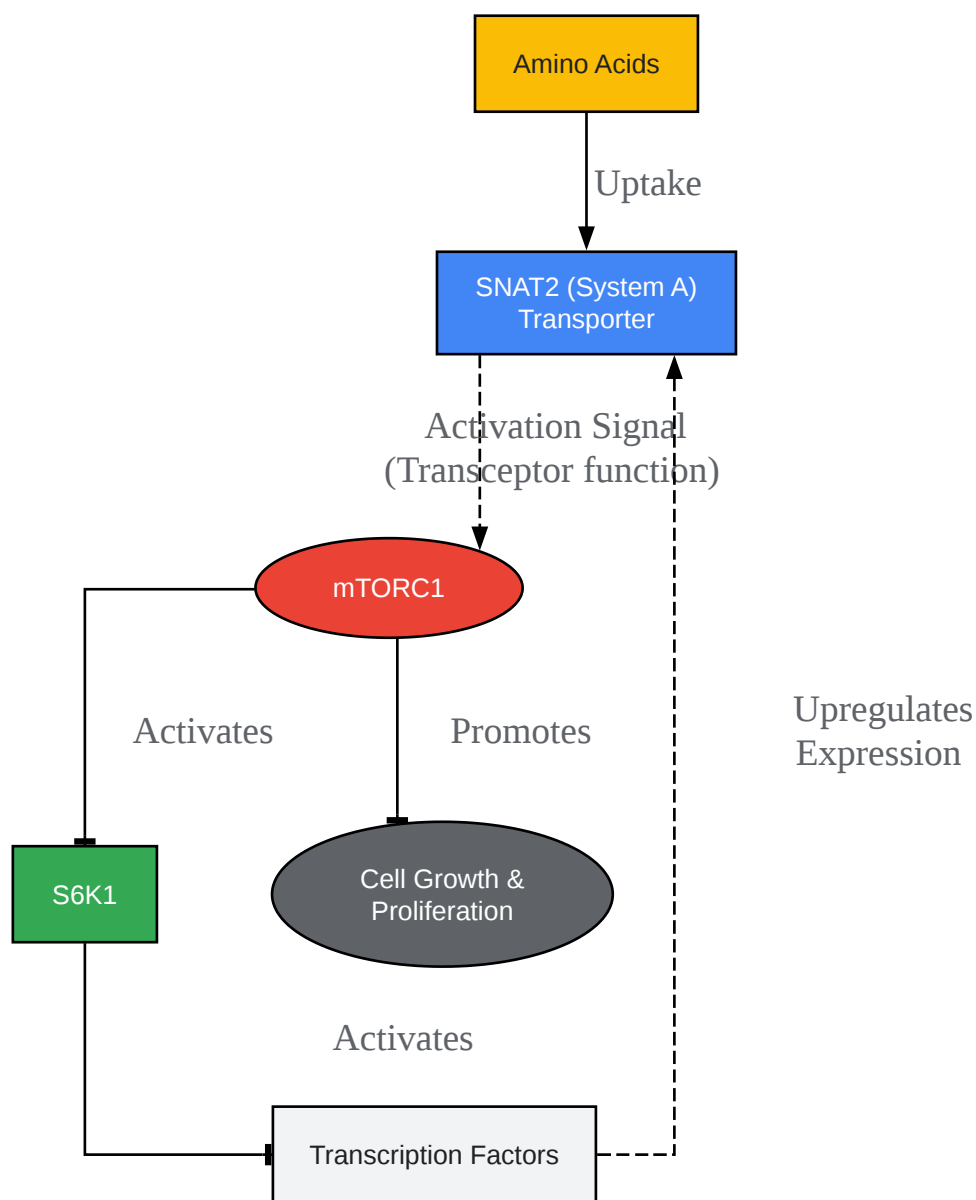 Amino Acids
Uptake
SNAT2 (System A)
Transporter
Activation Signal
(Transceptor function)
mTORC1
Activates
Promotes
Upregulates
Expression
S6K1
Cell Growth &
Proliferation
Activates
Transcription Factors